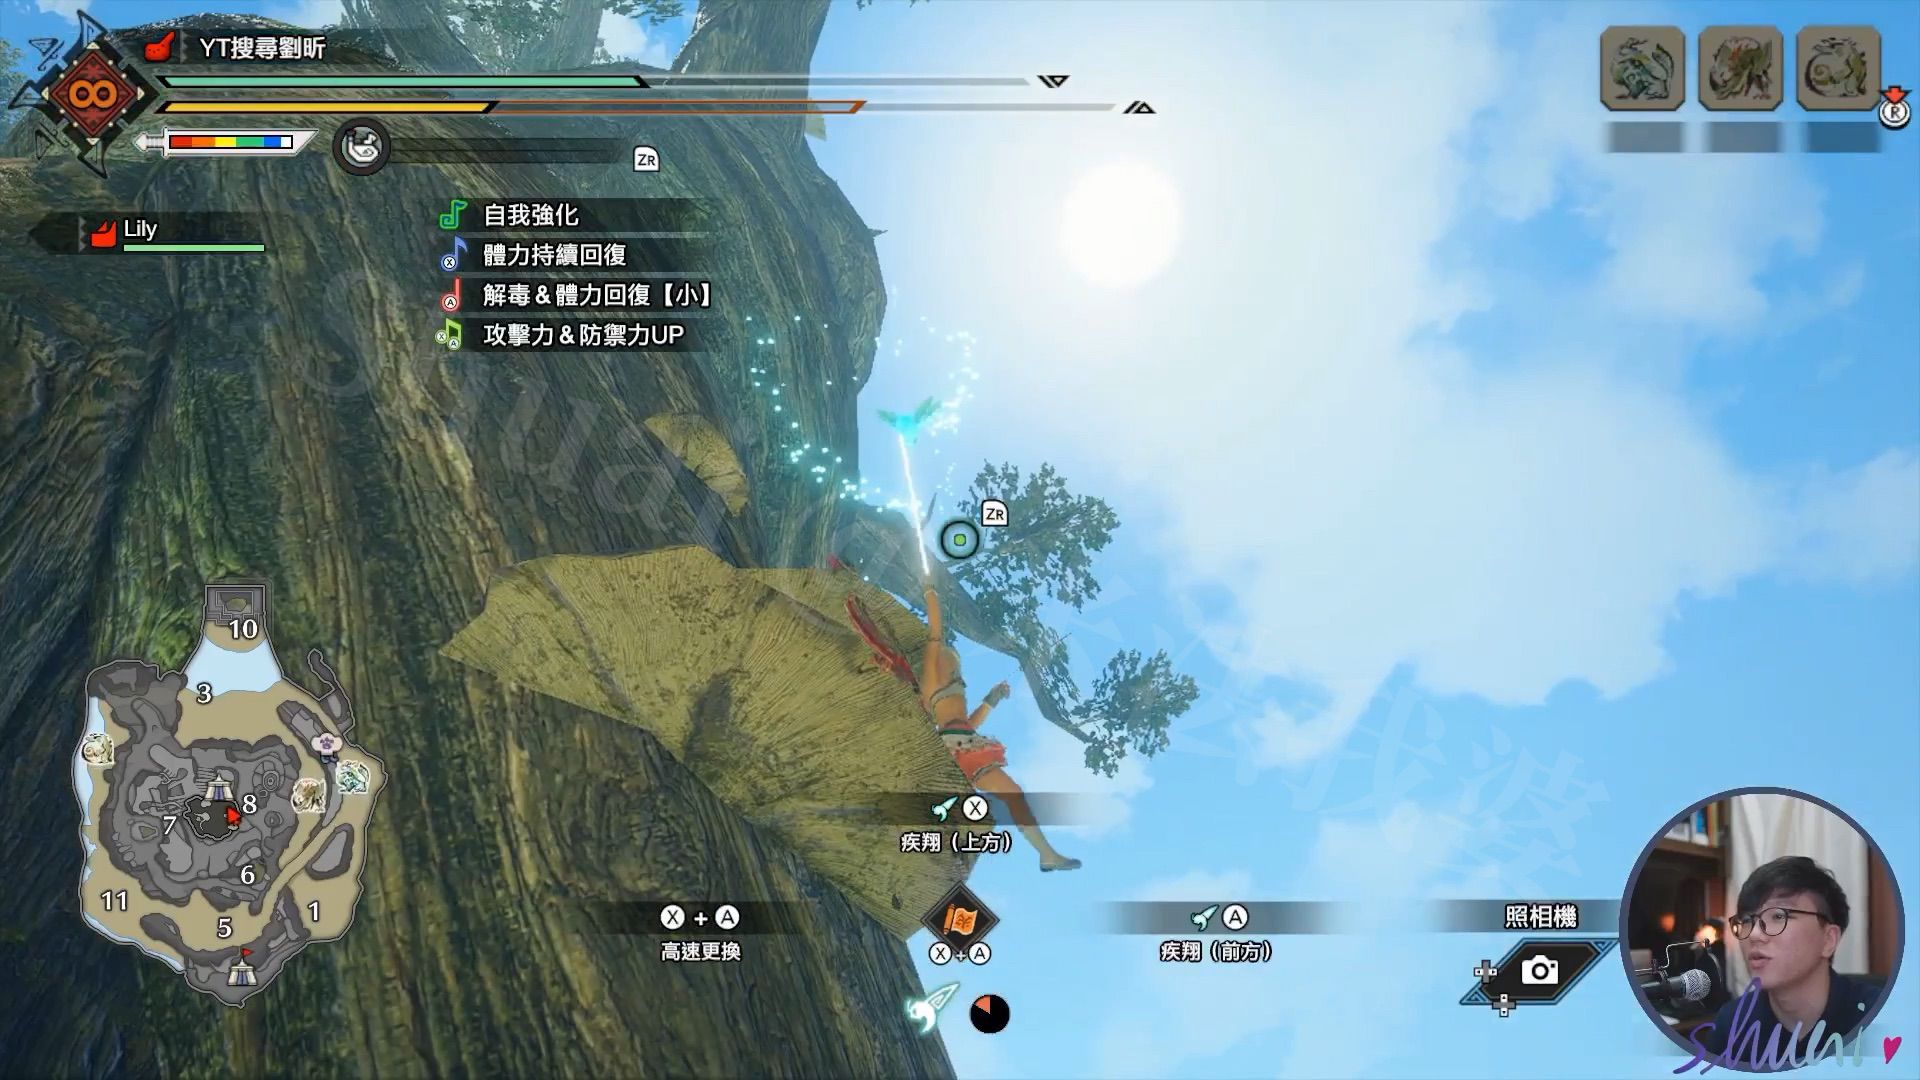 YT搜尋劉昕
ZR
R
Lily
自我強化
X
體力持續回復
A
解毒&體力回復【小】
X
A
攻擊力&防禦力UP
ZR
10
3
8
7
6
11
5
1
X
疾翔(上方)
X + A
高速更換
X + A
A
疾翔(前方)
照相機
shuni